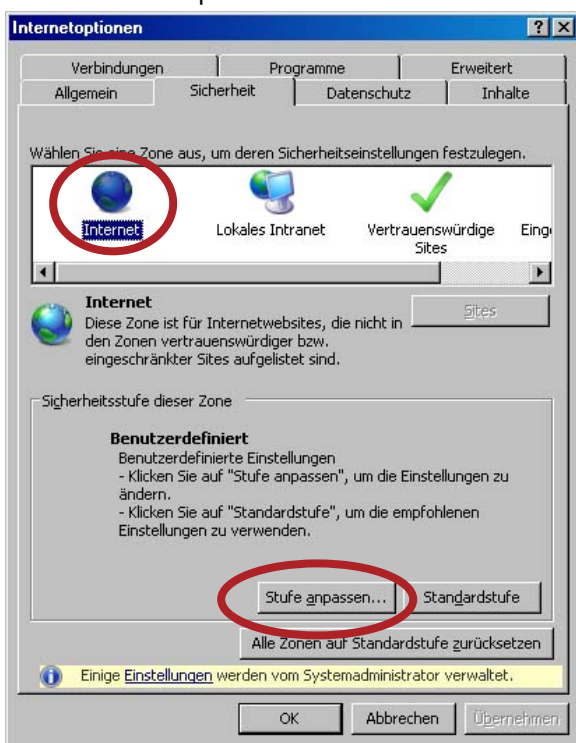 Internetoptionen
Verbindungen Programme Erweitert
Allgemein Sicherheit Datenschutz Inhalte
Wählen Sie eine Zone aus, um deren Sicherheitseinstellungen festzulegen.
Internet Lokales Intranet Vertrauenswürdige Sites
Internet
Diese Zone ist für Internetwebsites, die nicht in
den Zonen vertrauenswürdiger bzw.
eingeschränkter Sites aufgelistet sind.
Sites
Sicherheitsstufe dieser Zone
Benutzerdefiniert
Benutzerdefinierte Einstellungen
- Klicken Sie auf "Stufe anpassen", um die Einstellungen zu
ändern.
- Klicken Sie auf "Standardstufe", um die empfohlenen
Einstellungen zu verwenden.
Stufe anpassen... Standardstufe
Alle Zonen auf Standardstufe zurücksetzen
Einige Einstellungen werden vom Systemadministrator verwaltet.
OK Abbrechen Übernehmen